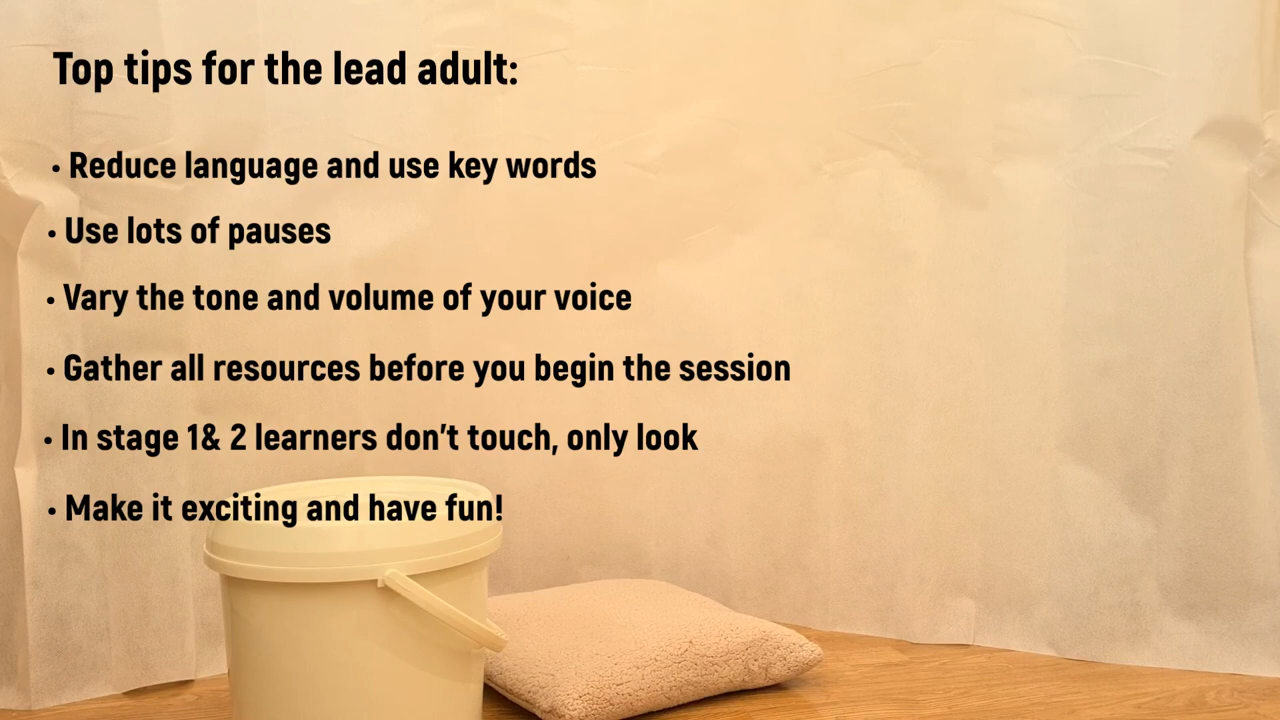 Top tips for the lead adult:
• Reduce language and use key words
• Use lots of pauses
• Vary the tone and volume of your voice
• Gather all resources before you begin the session
• In stage 1& 2 learners don’t touch, only look
• Make it exciting and have fun!